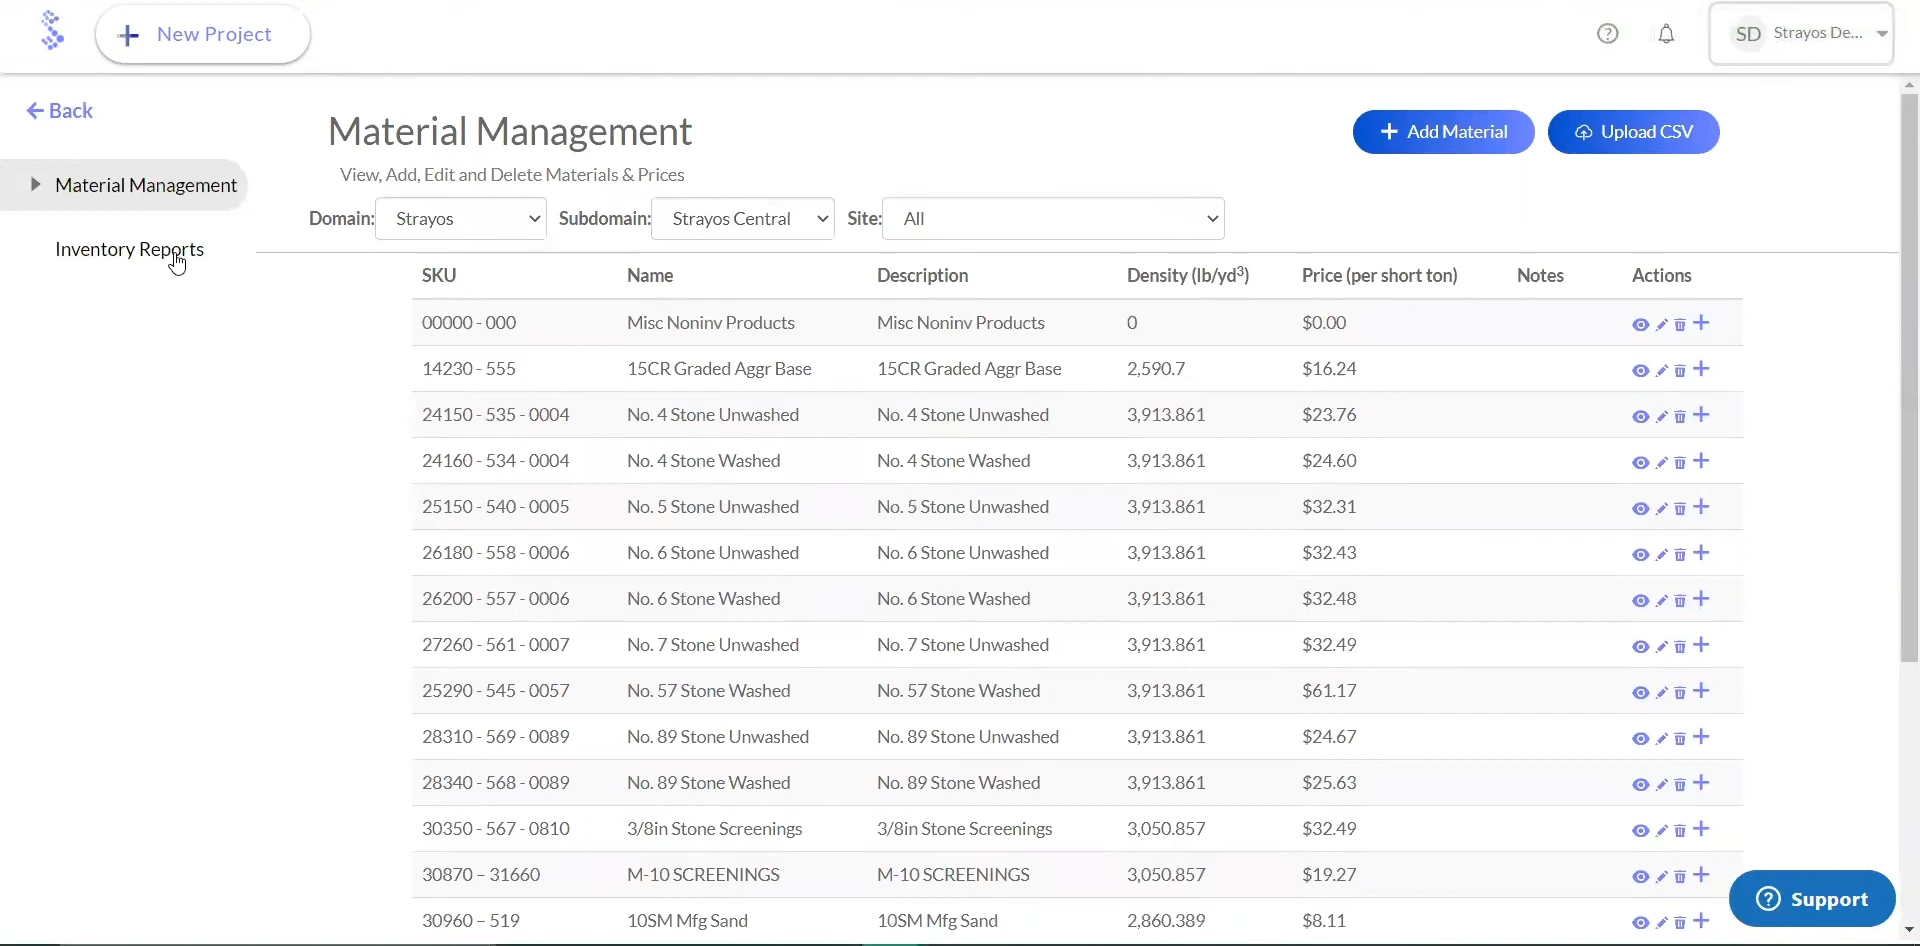 New Project
SD Strayos De...
Back
Material Management
Inventory Reports
Material Management
View, Add, Edit and Delete Materials & Prices
Add Material
Upload CSV
Domain: Strayos Subdomain: Strayos Central Site: All
SKU Name Description Density (lb/yd³) Price (per short ton) Notes Actions
00000 - 000 Misc Noninv Products Misc Noninv Products 0 $0.00
14230 - 555 15CR Graded Aggr Base 15CR Graded Aggr Base 2,590.7 $16.24
24150 - 535 - 0004 No. 4 Stone Unwashed No. 4 Stone Unwashed 3,913.861 $23.76
24160 - 534 - 0004 No. 4 Stone Washed No. 4 Stone Washed 3,913.861 $24.60
25150 - 540 - 0005 No. 5 Stone Unwashed No. 5 Stone Unwashed 3,913.861 $32.31
26180 - 558 - 0006 No. 6 Stone Unwashed No. 6 Stone Unwashed 3,913.861 $32.43
26200 - 557 - 0006 No. 6 Stone Washed No. 6 Stone Washed 3,913.861 $32.48
27260 - 561 - 0007 No. 7 Stone Unwashed No. 7 Stone Unwashed 3,913.861 $32.49
25290 - 545 - 0057 No. 57 Stone Washed No. 57 Stone Washed 3,913.861 $61.17
28310 - 569 - 0089 No. 89 Stone Unwashed No. 89 Stone Unwashed 3,913.861 $24.67
28340 - 568 - 0089 No. 89 Stone Washed No. 89 Stone Washed 3,913.861 $25.63
30350 - 567 - 0810 3/8in Stone Screenings 3/8in Stone Screenings 3,050.857 $32.49
30870 – 31660 M-10 SCREENINGS M-10 SCREENINGS 3,050.857 $19.27
30960 – 519 10SM Mfg Sand 10SM Mfg Sand 2,860.389 $8.11
Support